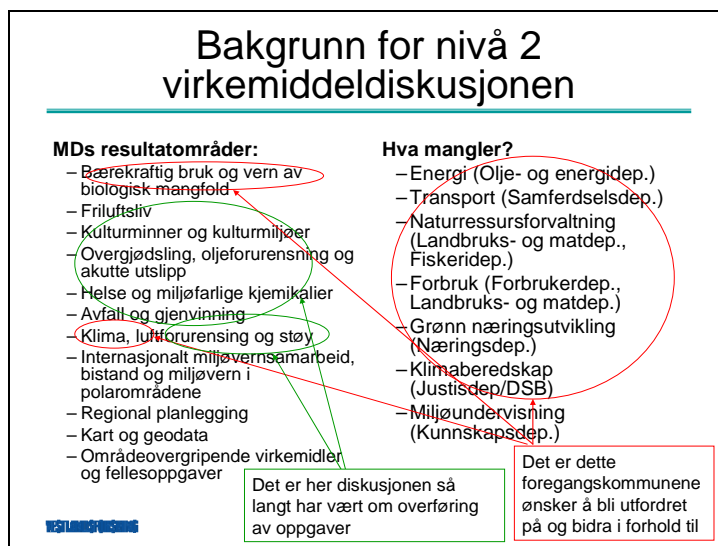 Bakgrunn for nivå 2
virkemiddeldiskusjonen
MDs resultatområder:
– Bærekraftig bruk og vern av
biologisk mangfold
– Friluftsliv
– Kulturminner og kulturmiljøer
– Overgjødsling, oljeforurensning og
akutte utslipp
– Helse og miljøfarlige kjemikalier
– Avfall og gjenvinning
– Klima, luftforurensing og støy
– Internasjonalt miljøvernsamarbeid,
bistand og miljøvern i
polarområdene
– Regional planlegging
– Kart og geodata
– Områdeovergripende virkemidler
og fellesoppgaver
Hva mangler?
– Energi (Olje- og energidep.)
– Transport (Samferdselsdep.)
– Naturressursforvaltning
(Landbruks- og matdep.,
Fiskeridep.)
– Forbruk (Forbrukerdep.,
Landbruks- og matdep.)
– Grønn næringsutvikling
(Næringsdep.)
– Klimaberedskap
(Justisdep/DSB)
– Miljøundervisning
(Kunnskapsdep.)
Det er her diskusjonen så
langt har vært om overføring
av oppgaver
Det er dette
foregangskommunene
ønsker å bli utfordret
på og bidra i forhold til
VESTLANDSFORSKING